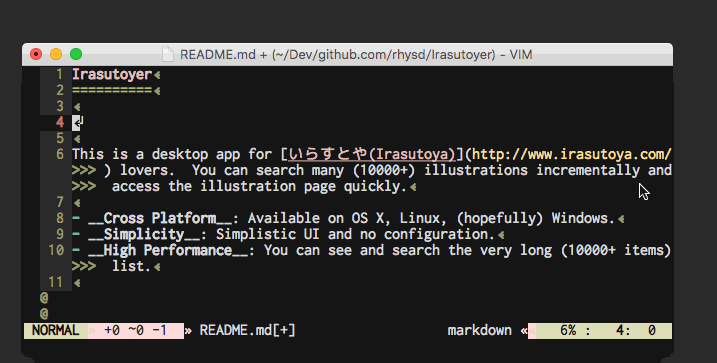 README.md + (~/Dev/github.com/rhysd/Irasutoyer) - VIM
1 Irasutoyer
2 ==========
3
4
5
6 This is a desktop app for [いらすとや(Irasutoya)](http://www.irasutoya.com/
>>> ) lovers.  You can search many (10000+) illustrations incrementally and
>>>  access the illustration page quickly.
7
8 - __Cross Platform__: Available on OS X, Linux, (hopefully) Windows.
9 - __Simplicity__: Simplistic UI and no configuration.
10 - __High Performance__: You can see and search the very long (10000+ items)
>>>  list.
11
@
@
NORMAL » +0 ~0 -1 » README.md[+] markdown « 6% : 4: 0